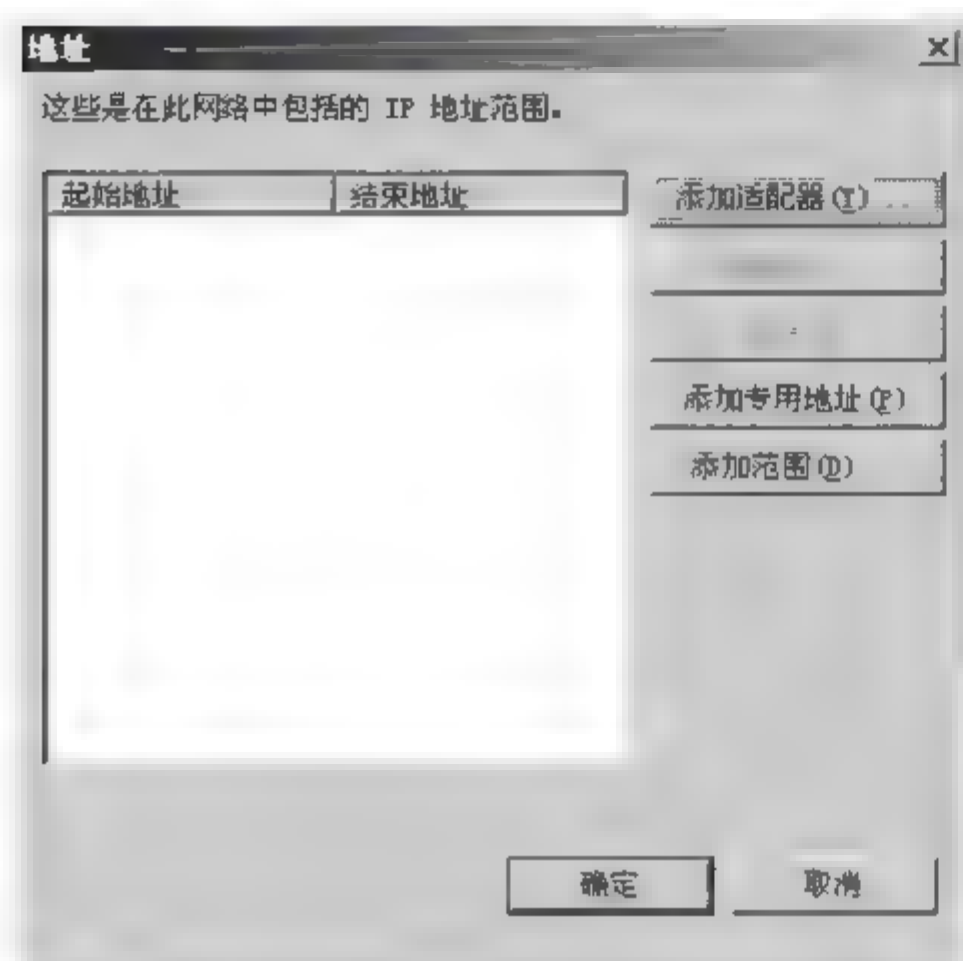 地址
这些是在此网络中包括的 IP 地址范围。
起始地址
结束地址
添加适配器(T)...
添加专用地址(P)
添加范围(D)
确定
取消